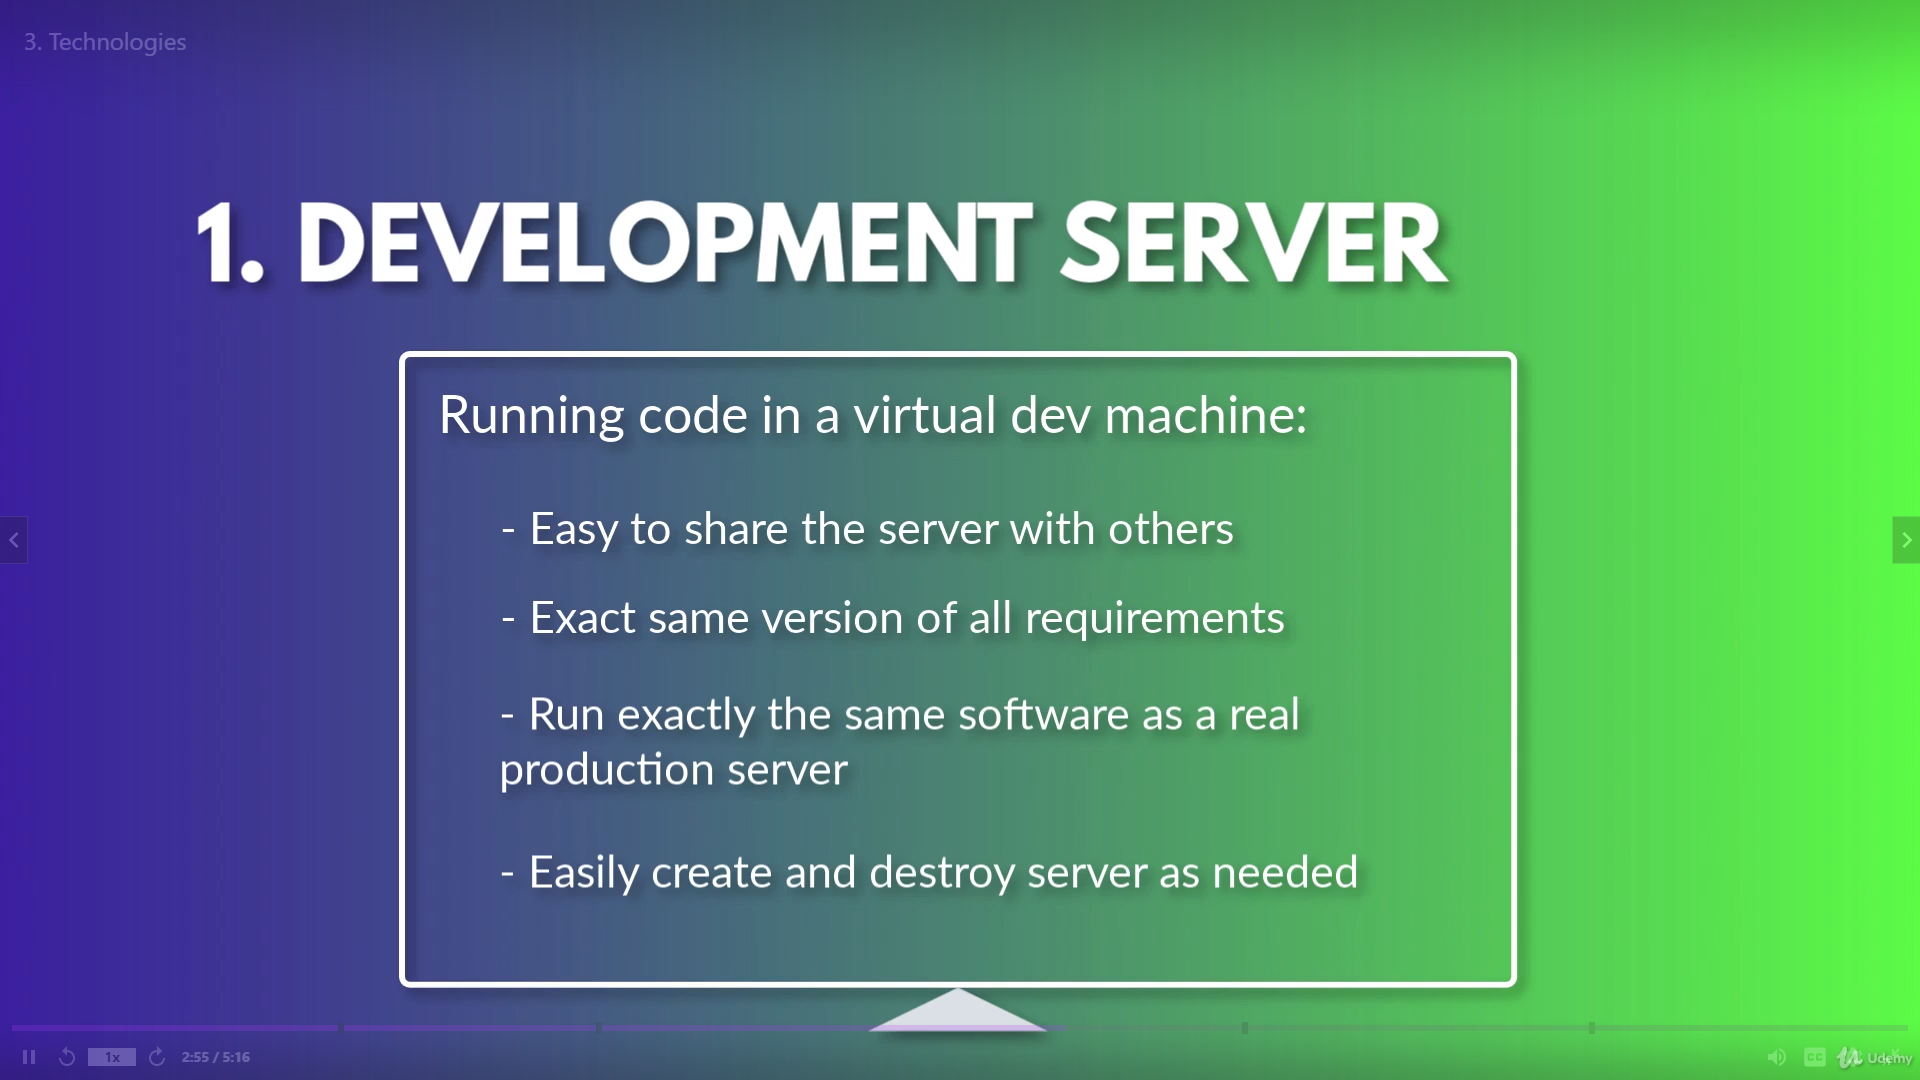 3. Technologies
1. DEVELOPMENT SERVER
Running code in a virtual dev machine:
- Easy to share the server with others
- Exact same version of all requirements
- Run exactly the same software as a real
production server
- Easily create and destroy server as needed
1x
2:55 / 5:16
CC
Udemy